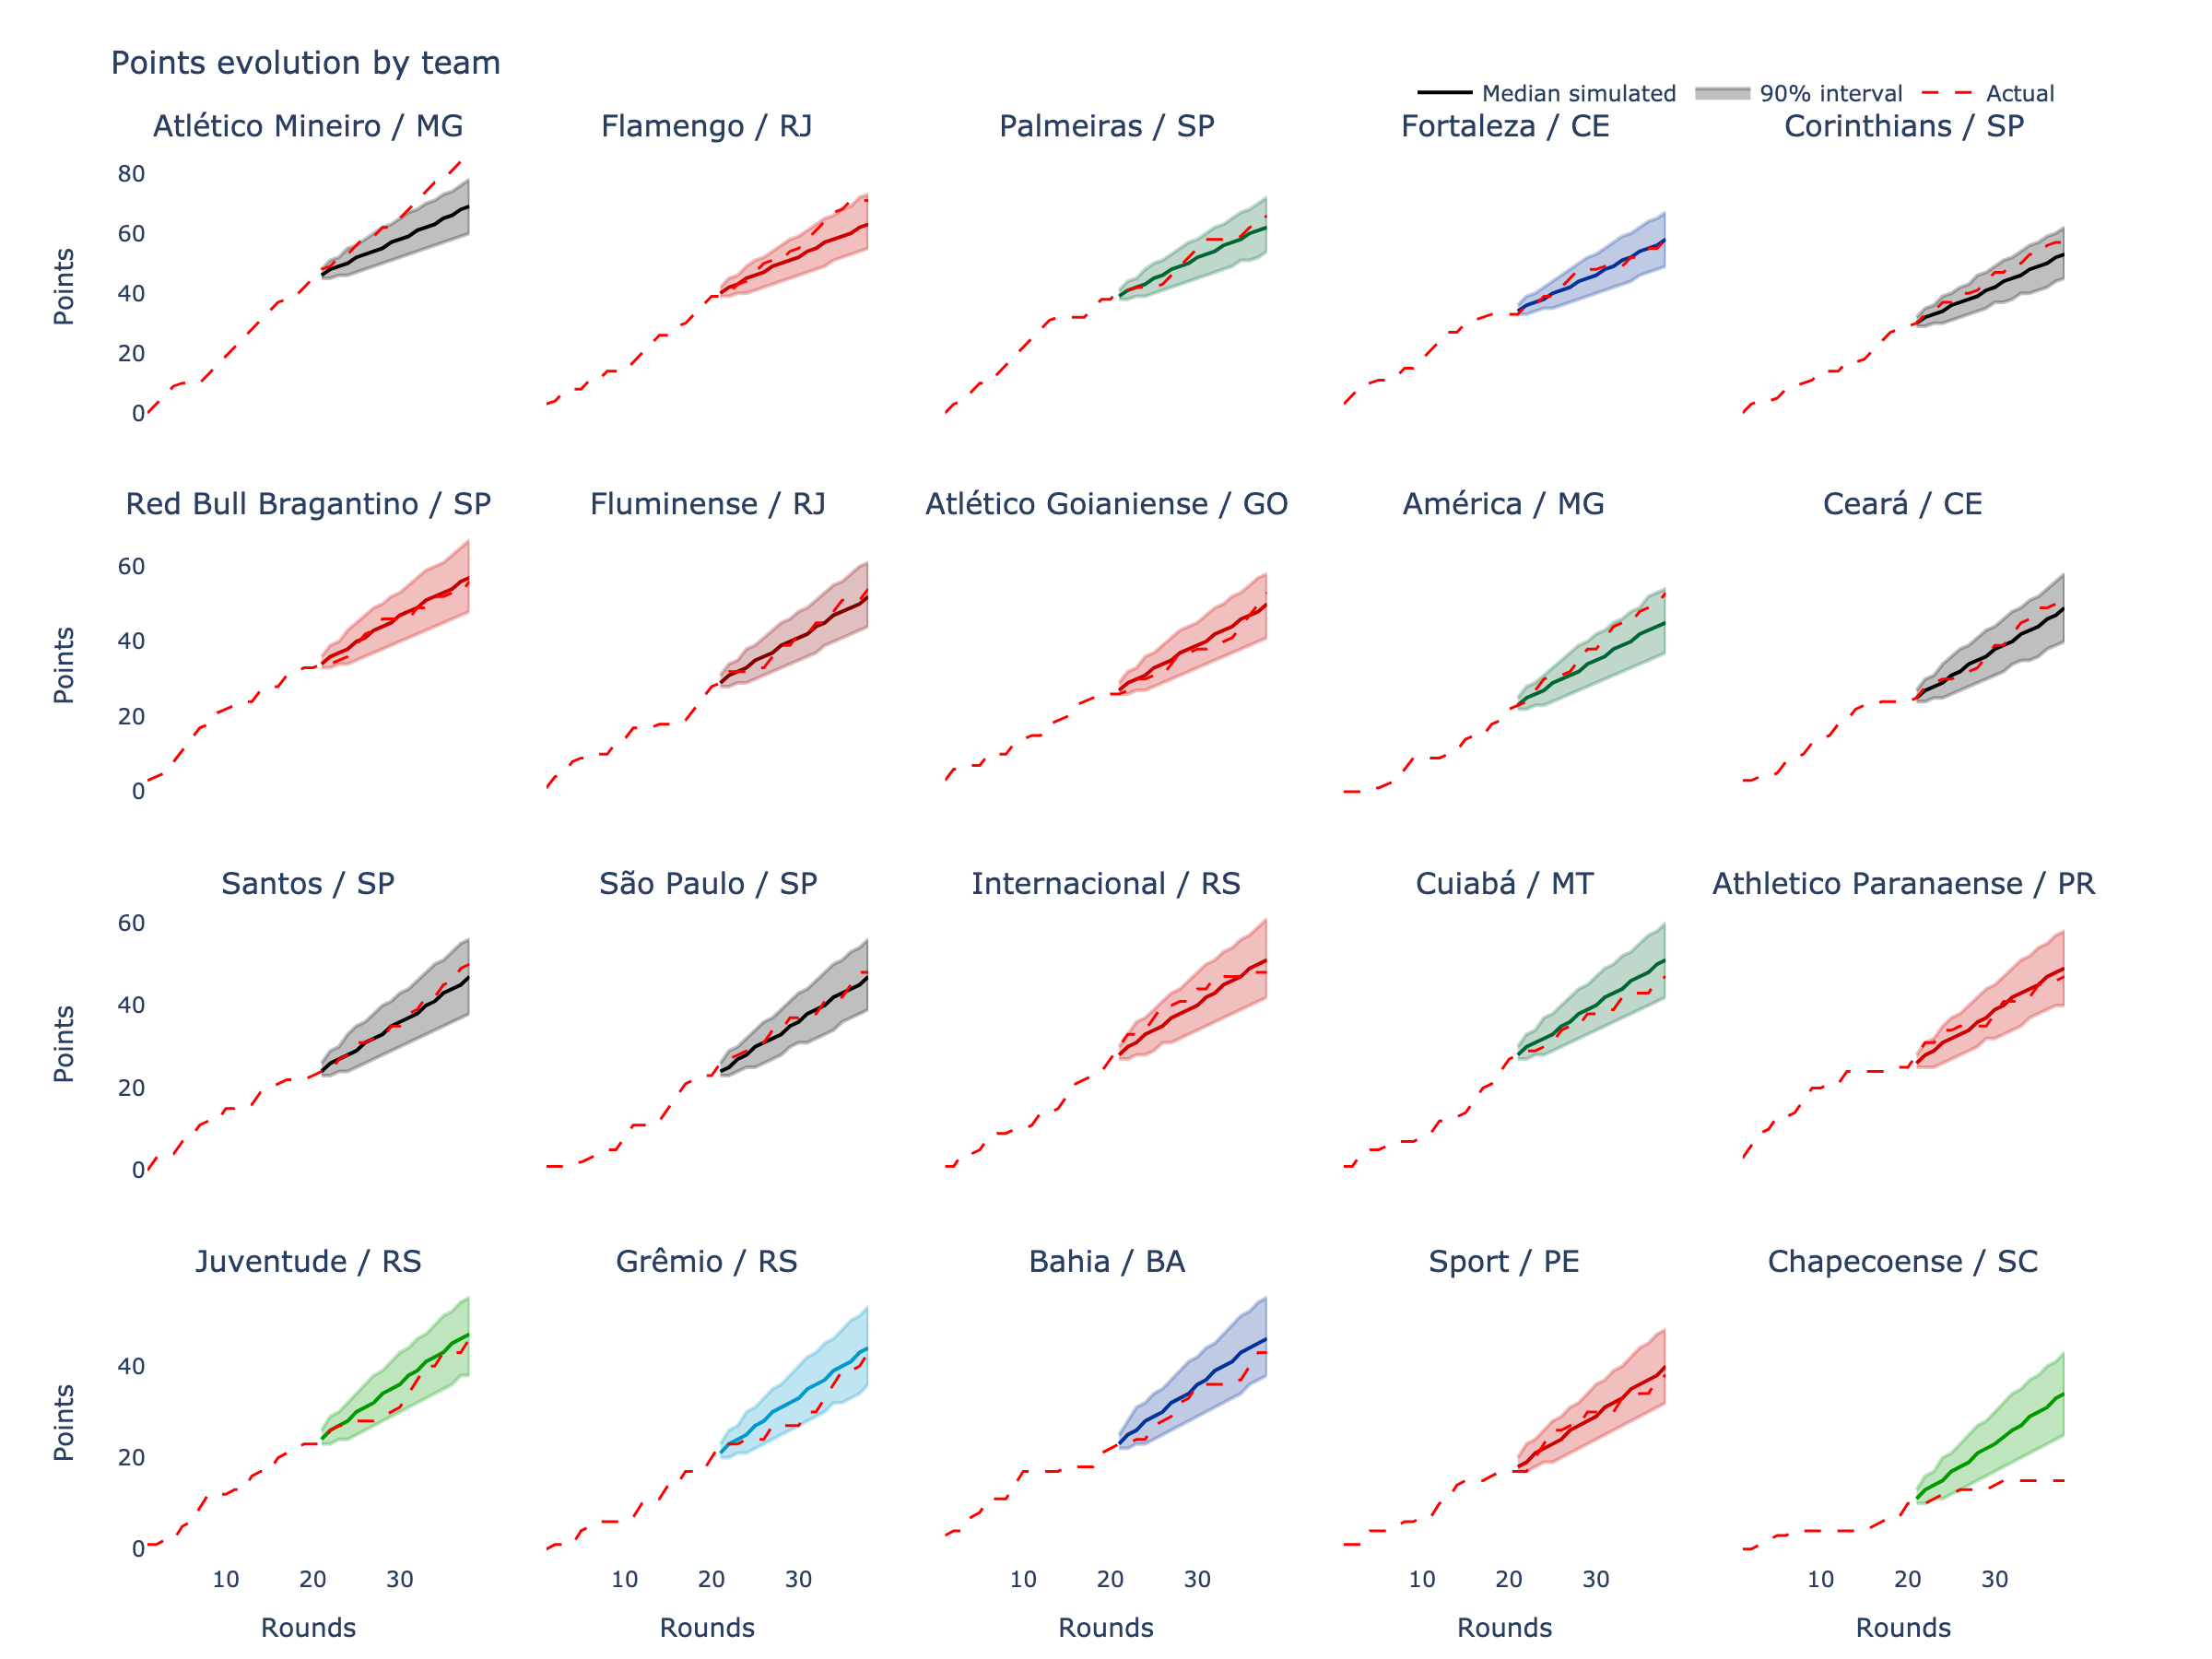 Points evolution by team
Median simulated 90% interval Actual
Atlético Mineiro / MG Flamengo / RJ Palmeiras / SP Fortaleza / CE Corinthians / SP
80
60
40
20
0
Points
Red Bull Bragantino / SP Fluminense / RJ Atlético Goianiense / GO América / MG Ceará / CE
60
40
20
0
Points
Santos / SP São Paulo / SP Internacional / RS Cuiabá / MT Athletico Paranaense / PR
60
40
20
0
Points
Juventude / RS Grêmio / RS Bahia / BA Sport / PE Chapecoense / SC
40
20
0
Points
10 20 30 10 20 30 10 20 30 10 20 30 10 20 30
Rounds Rounds Rounds Rounds Rounds